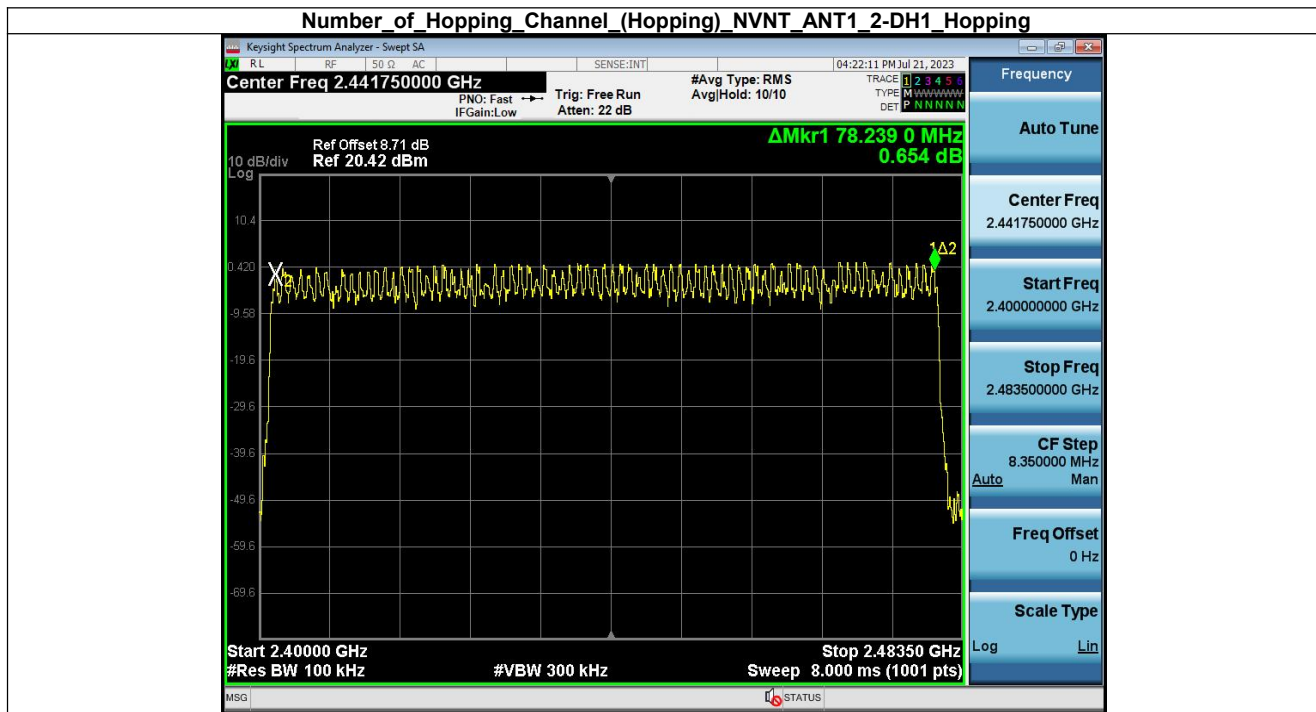 Number_of_Hopping_Channel_(Hopping)_NVNT_ANT1_2-DH1_Hopping
Keysight Spectrum Analyzer - Swept SA
LXI RL RF 50 Ω AC SENSE:INT 04:22:11 PM Jul 21, 2023
Center Freq 2.441750000 GHz
PNO: Fast
IFGain:Low
Trig: Free Run
Atten: 22 dB
#Avg Type: RMS
Avg|Hold: 10/10
TRACE 1 2 3 4 5 6
TYPE M WWWWW
DET P N N N N N
Frequency
ΔMkr1 78.239 0 MHz
0.654 dB
Ref Offset 8.71 dB
10 dB/div Ref 20.42 dBm
Log
10.4
0.420
-9.58
-19.6
-29.6
-39.6
-49.6
-59.6
-69.6
X2
1Δ2
Start 2.40000 GHz Stop 2.48350 GHz
#Res BW 100 kHz #VBW 300 kHz Sweep 8.000 ms (1001 pts)
Auto Tune
Center Freq
2.441750000 GHz
Start Freq
2.400000000 GHz
Stop Freq
2.483500000 GHz
CF Step
8.350000 MHz
Auto Man
Freq Offset
0 Hz
Scale Type
Log Lin
MSG STATUS